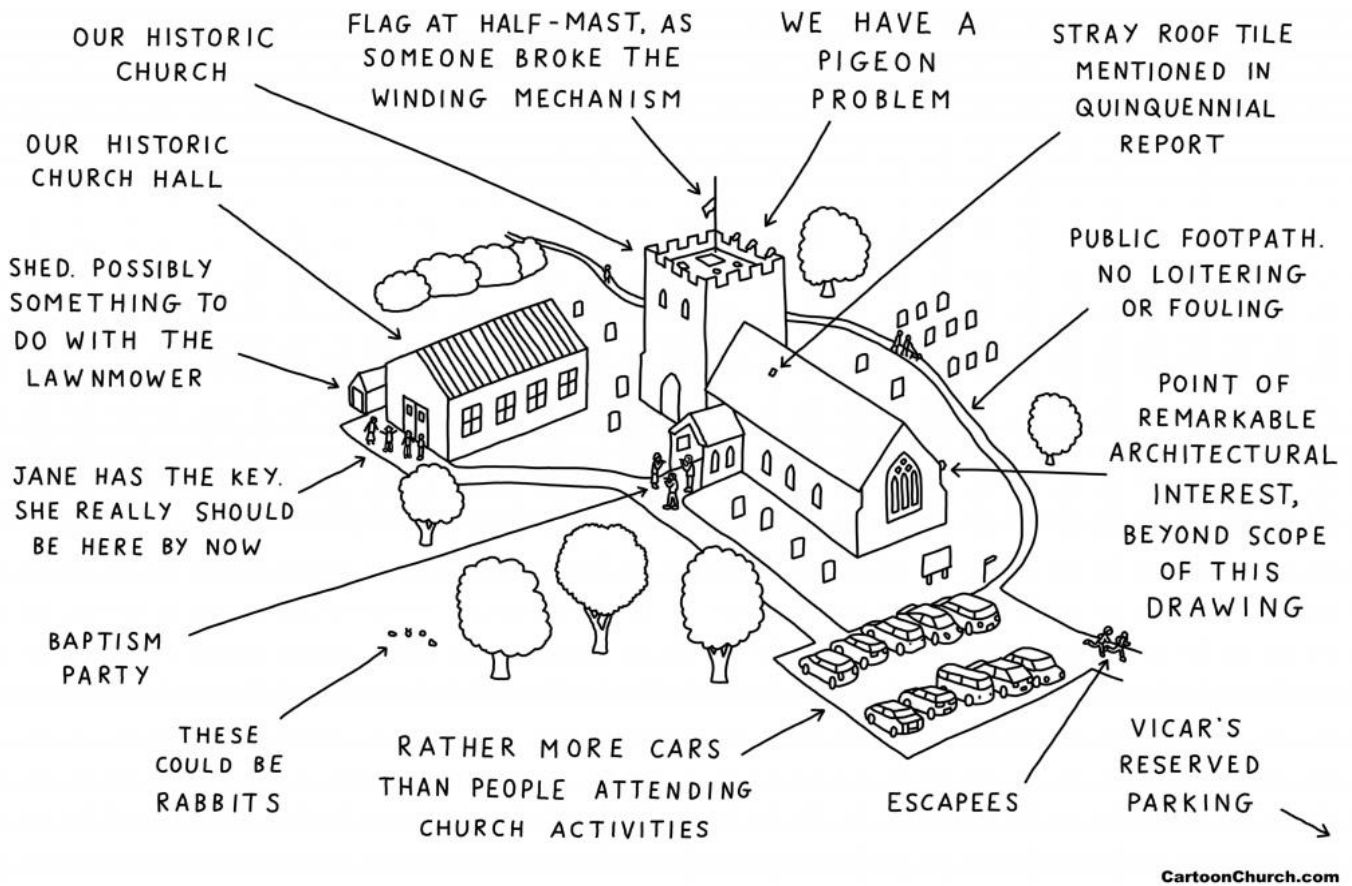 OUR HISTORIC
CHURCH
FLAG AT HALF-MAST, AS
SOMEONE BROKE THE
WINDING MECHANISM
WE HAVE A
PIGEON
PROBLEM
STRAY ROOF TILE
MENTIONED IN
QUINQUENNIAL
REPORT
OUR HISTORIC
CHURCH HALL
PUBLIC FOOTPATH.
NO LOITERING
OR FOULING
SHED. POSSIBLY
SOMETHING TO
DO WITH THE
LAWNMOWER
POINT OF
REMARKABLE
ARCHITECTURAL
INTEREST,
BEYOND SCOPE
OF THIS
DRAWING
JANE HAS THE KEY.
SHE REALLY SHOULD
BE HERE BY NOW
BAPTISM
PARTY
THESE
COULD BE
RABBITS
RATHER MORE CARS
THAN PEOPLE ATTENDING
CHURCH ACTIVITIES
ESCAPEES
VICAR'S
RESERVED
PARKING
CartoonChurch.com